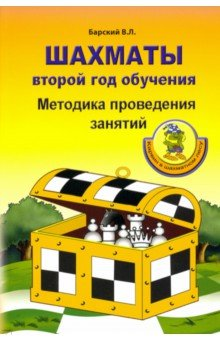 Барский В.Л.
ШАХМАТЫ
второй год обучения
Методика проведения
занятий